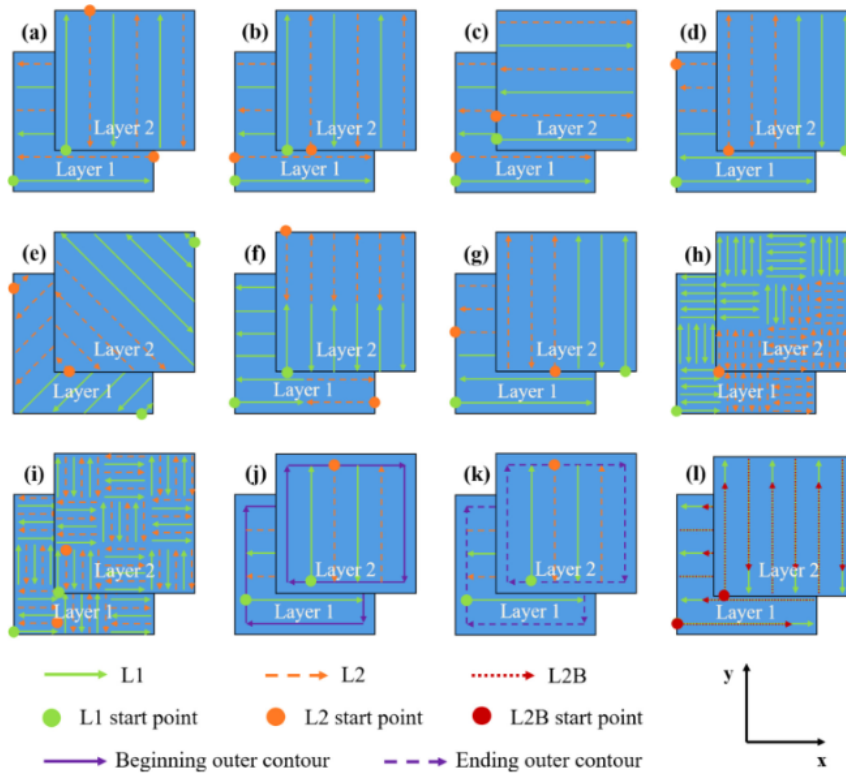 (a)
(b)
(c)
(d)
Layer 2
Layer 2
Layer 2
Layer 2
Layer 1
Layer 1
Layer 1
Layer 1
(e)
(f)
(g)
(h)
Layer 2
Layer 2
Layer 2
Layer 2
Layer 1
Layer 1
Layer 1
Layer 1
(i)
(j)
(k)
(l)
Layer 2
Layer 2
Layer 2
Layer 2
Layer 1
Layer 1
Layer 1
Layer 1
L1
L2
L2B
y
L1 start point
L2 start point
L2B start point
Beginning outer contour
Ending outer contour
x